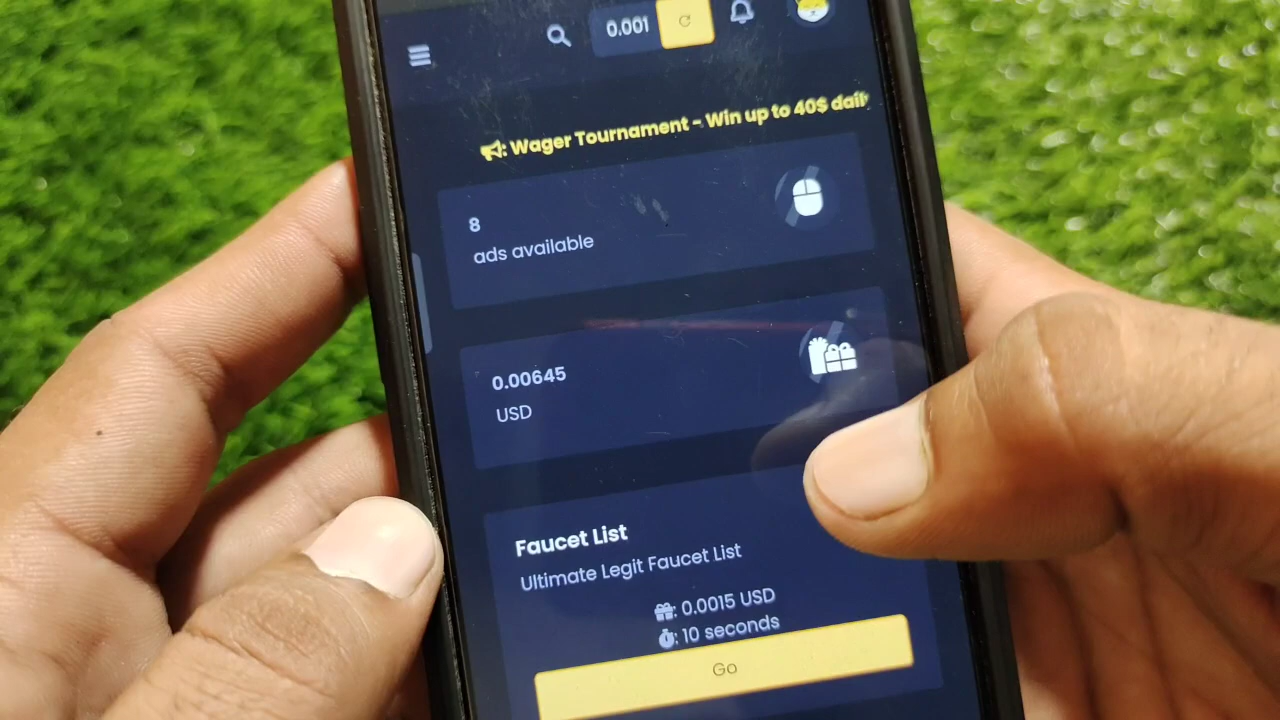 0.001
: Wager Tournament - Win up to 40$ daily
8
ads available
0.00645
USD
Faucet List
Ultimate Legit Faucet List
: 0.0015 USD
: 10 seconds
Go